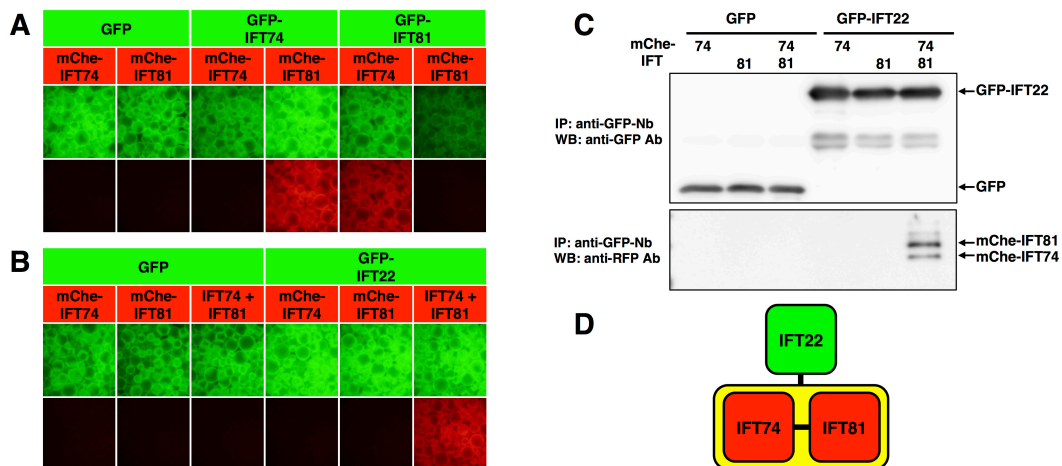 A
GFP
GFP-
IFT74
GFP-
IFT81
mChe-
IFT74
mChe-
IFT81
mChe-
IFT74
mChe-
IFT81
mChe-
IFT74
mChe-
IFT81
B
GFP
GFP-
IFT22
mChe-
IFT74
mChe-
IFT81
IFT74 +
IFT81
mChe-
IFT74
mChe-
IFT81
IFT74 +
IFT81
C
GFP
GFP-IFT22
mChe- 74 74 74 74
IFT 81 81 81 81
GFP-IFT22
IP: anti-GFP-Nb
WB: anti-GFP Ab
GFP
IP: anti-GFP-Nb
WB: anti-RFP Ab
mChe-IFT81
mChe-IFT74
D
IFT22
IFT74
IFT81